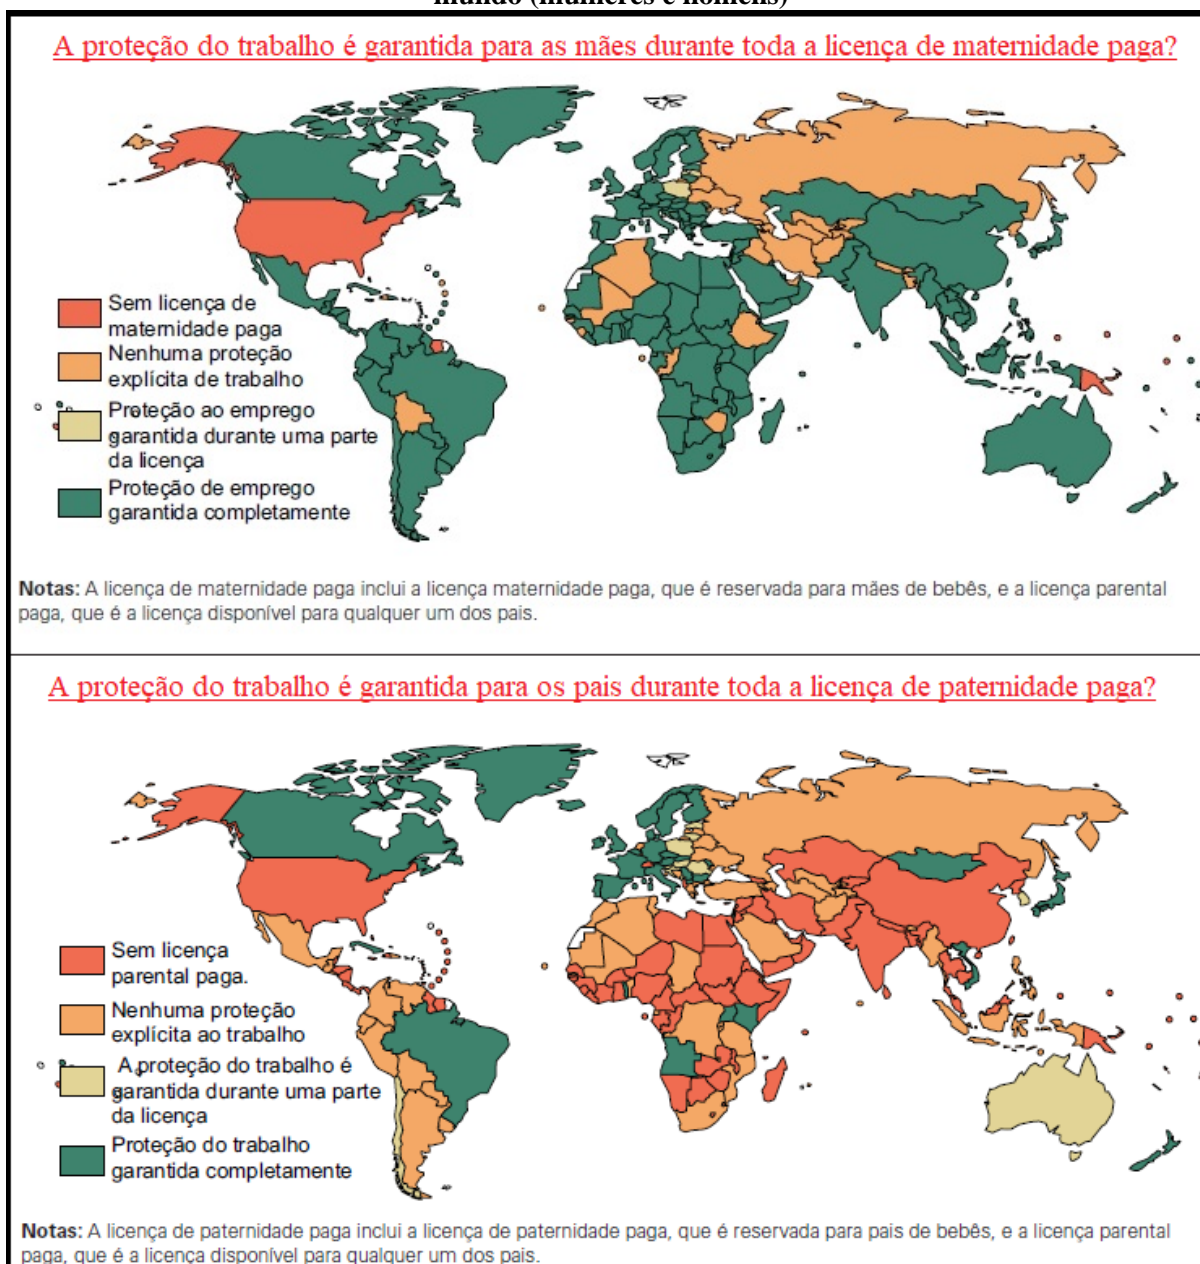 mundo (mulheres e homens)
A proteção do trabalho é garantida para as mães durante toda a licença de maternidade paga?
Sem licença de
maternidade paga
Nenhuma proteção
explícita de trabalho
Proteção ao emprego
garantida durante uma parte
da licença
Proteção de emprego
garantida completamente
Notas: A licença de maternidade paga inclui a licença maternidade paga, que é reservada para mães de bebês, e a licença parental
paga, que é a licença disponível para qualquer um dos pais.
A proteção do trabalho é garantida para os pais durante toda a licença de paternidade paga?
Sem licença
parental paga.
Nenhuma proteção
explícita ao trabalho
A proteção do trabalho é
garantida durante uma parte
da licença
Proteção do trabalho
garantida completamente
Notas: A licença de paternidade paga inclui a licença de paternidade paga, que é reservada para pais de bebês, e a licença parental
paga, que é a licença disponível para qualquer um dos pais.